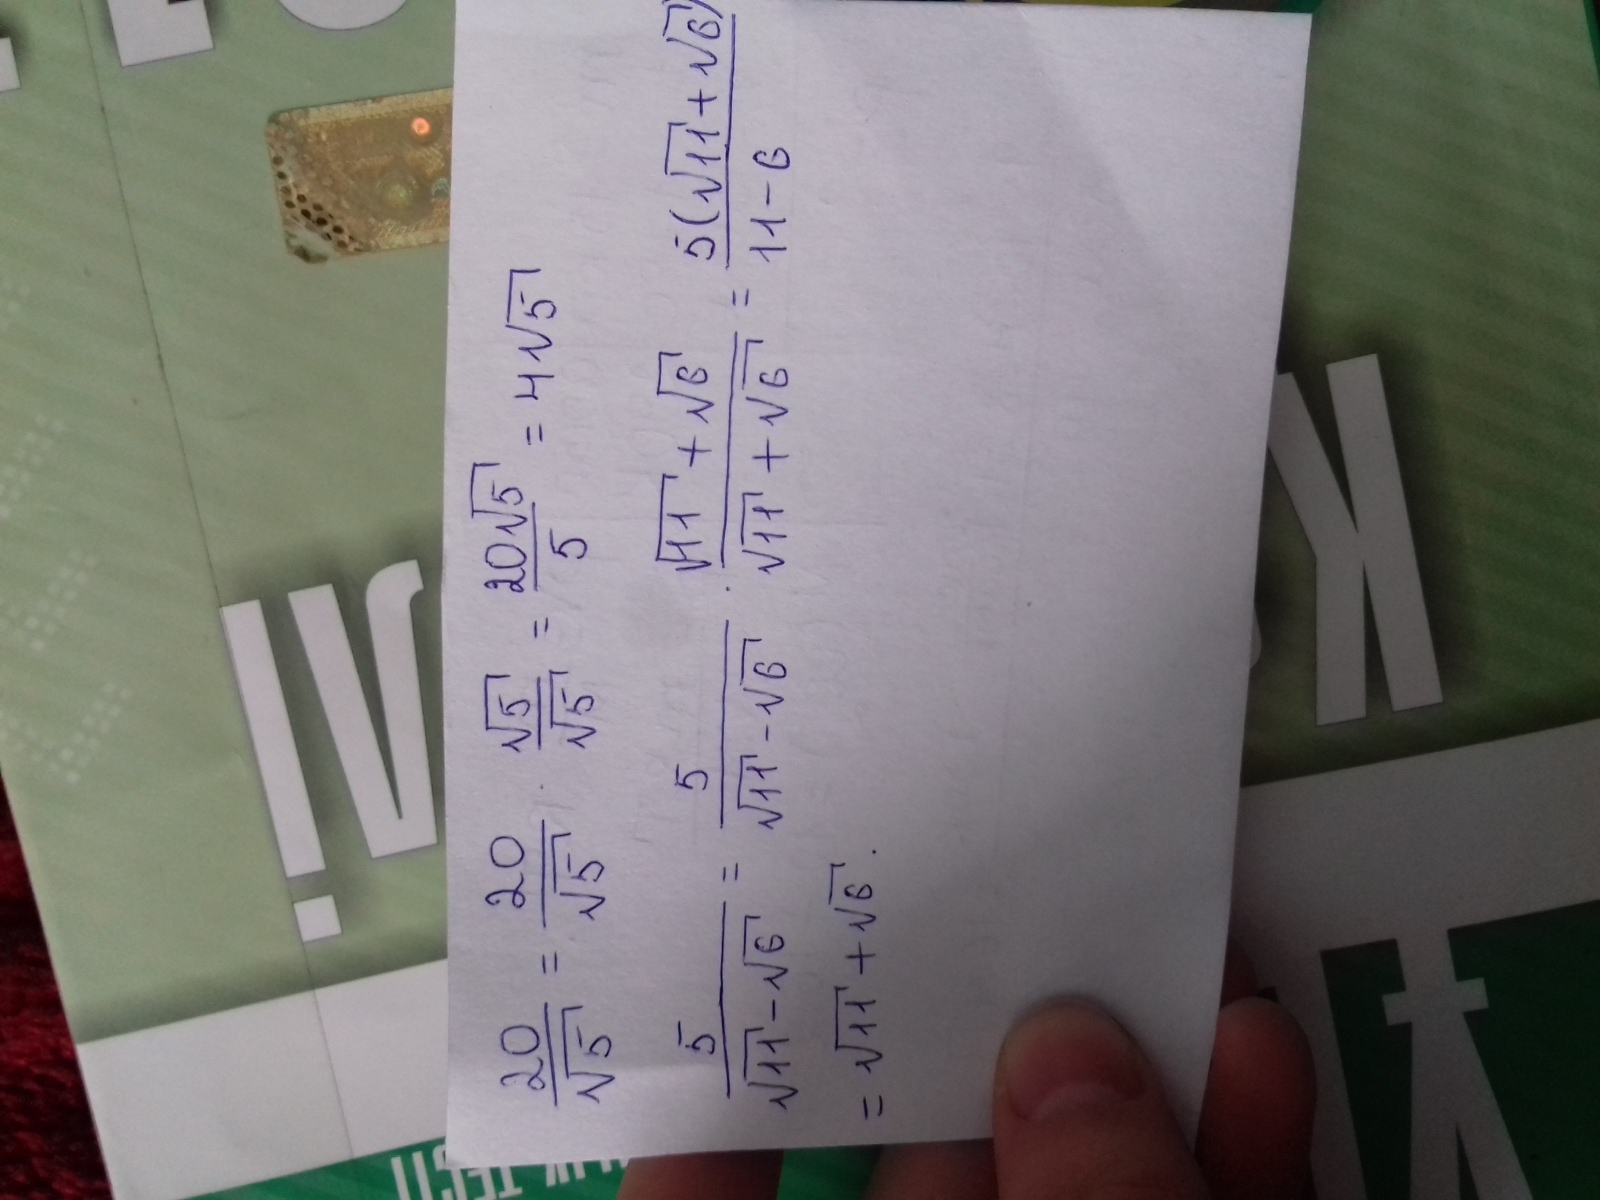 20/√5 = 20/√5 · √5/√5 = 20√5/5 = 4√5
5/(√11-√6) = 5/(√11-√6) · (√11+√6)/(√11+√6) = 5(√11+√6)/(11-6)
= √11+√6.